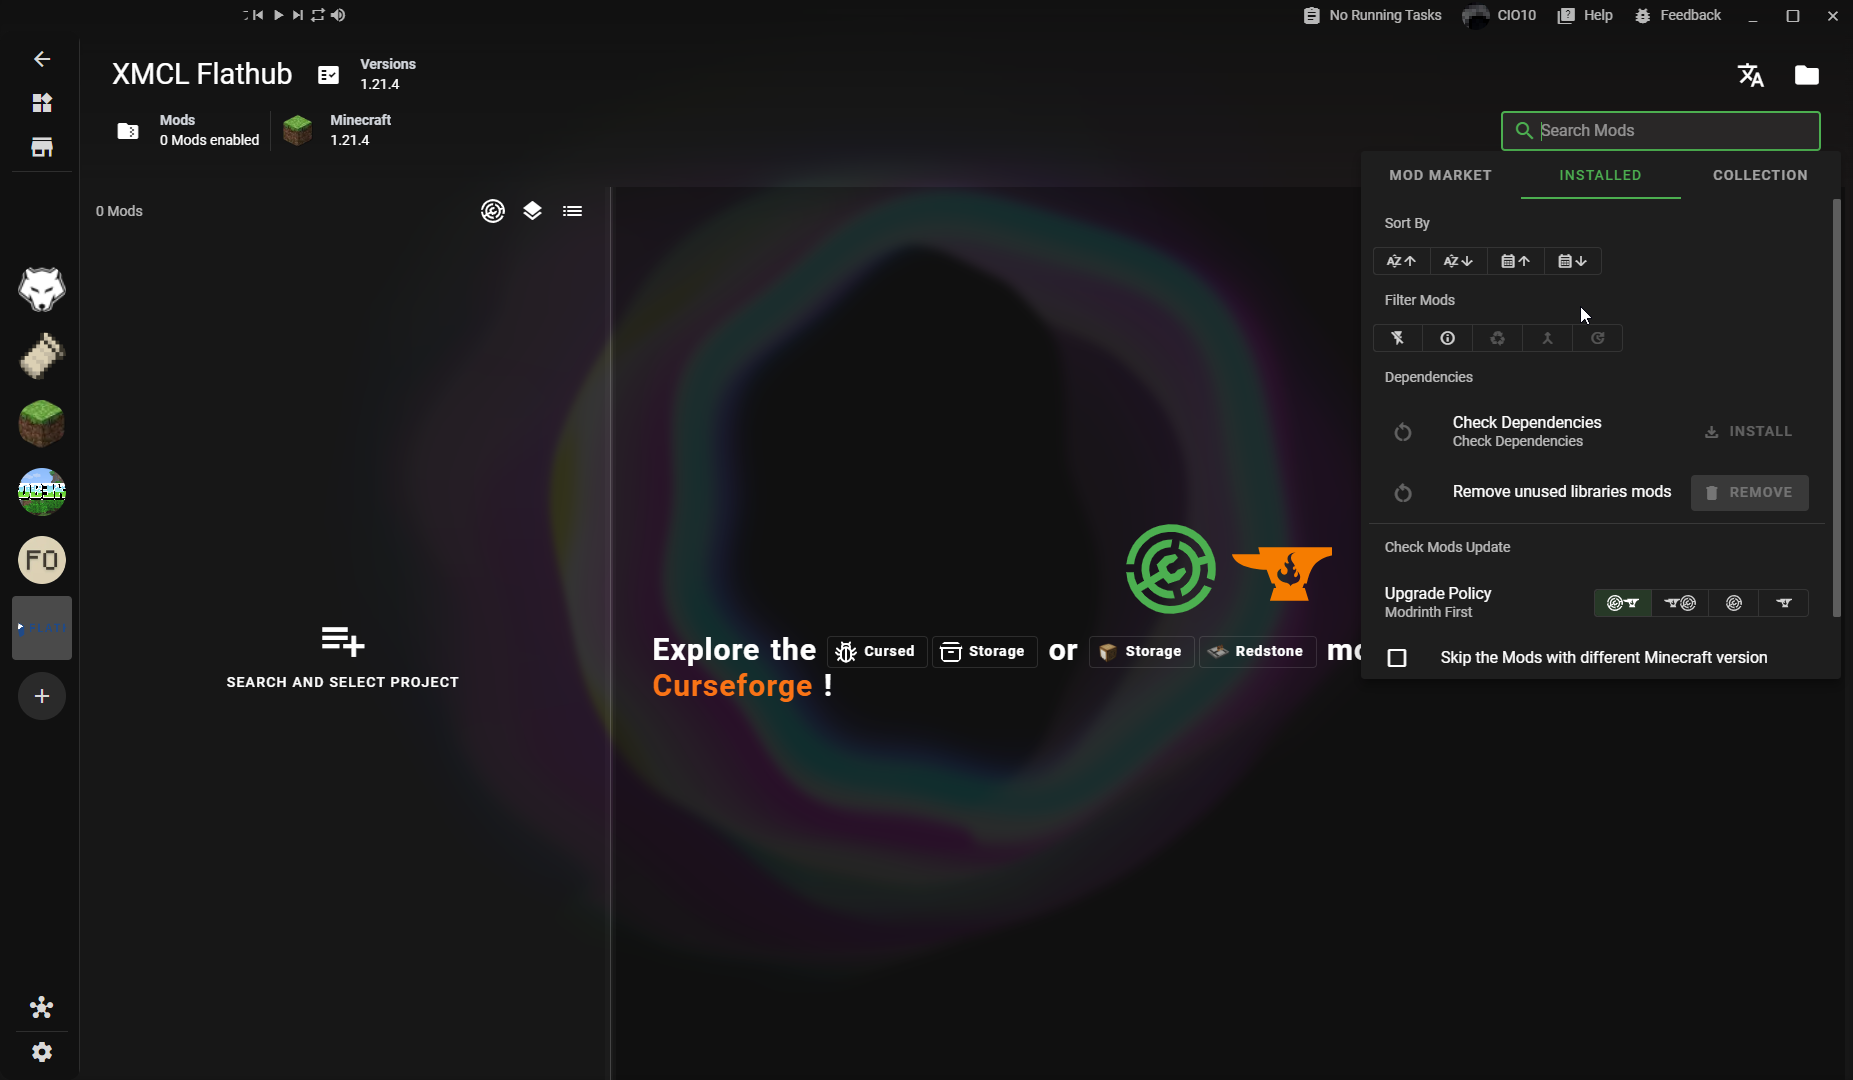 No Running Tasks
CIO10
Help
Feedback
XMCL Flathub
Versions
1.21.4
Mods
0 Mods enabled
Minecraft
1.21.4
Search Mods
MOD MARKET
INSTALLED
COLLECTION
0 Mods
Sort By
Filter Mods
Dependencies
Check Dependencies
Check Dependencies
INSTALL
Remove unused libraries mods
REMOVE
Check Mods Update
Upgrade Policy
Modrinth First
Skip the Mods with different Minecraft version
FO
SEARCH AND SELECT PROJECT
Explore the Cursed Storage or Storage Redstone mo
Curseforge !